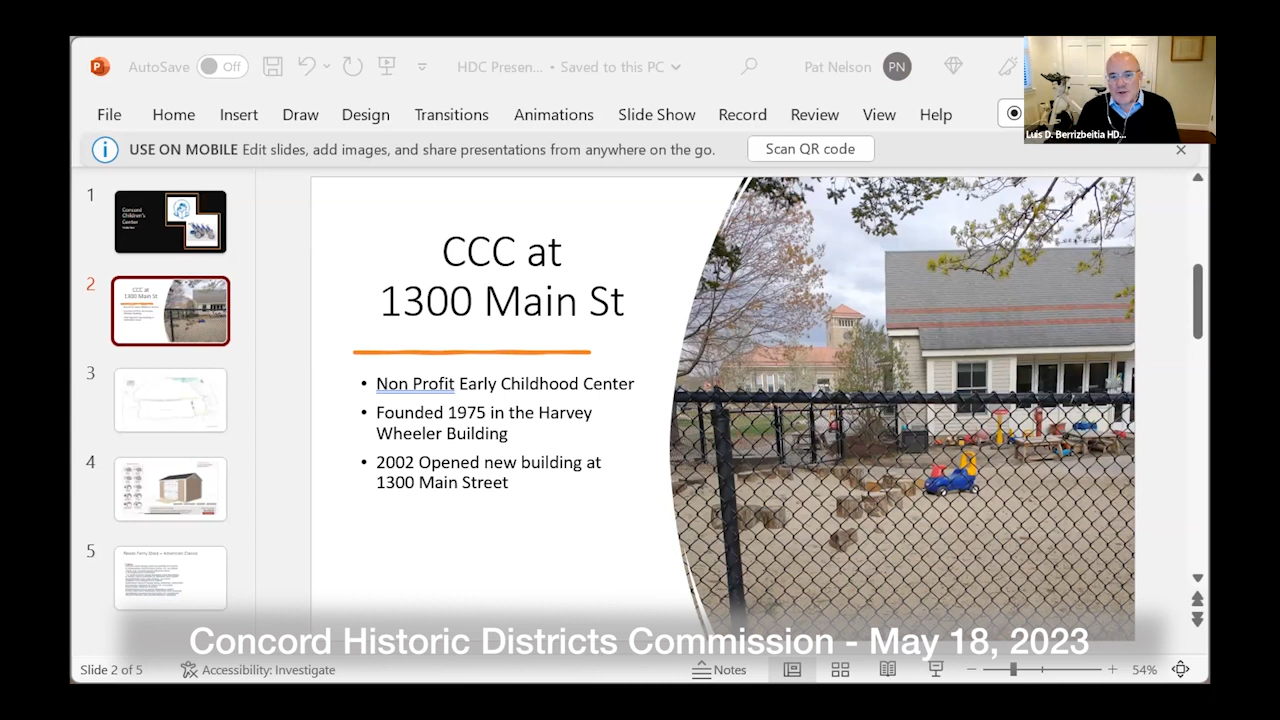 AutoSave
Off
HDC Presen... • Saved to this PC
Pat Nelson
PN
File
Home
Insert
Draw
Design
Transitions
Animations
Slide Show
Record
Review
View
Help
Luis D. Berrizbeitia HD...
USE ON MOBILE Edit slides, add images, and share presentations from anywhere on the go.
Scan QR code
1
Concord
Children's
Center
2
CCC at
1300 Main St
3
4
5
CCC at
1300 Main St
• Non Profit Early Childhood Center
• Founded 1975 in the Harvey
Wheeler Building
• 2002 Opened new building at
1300 Main Street
Concord Historic Districts Commission - May 18, 2023
Slide 2 of 5
Accessibility: Investigate
Notes
54%